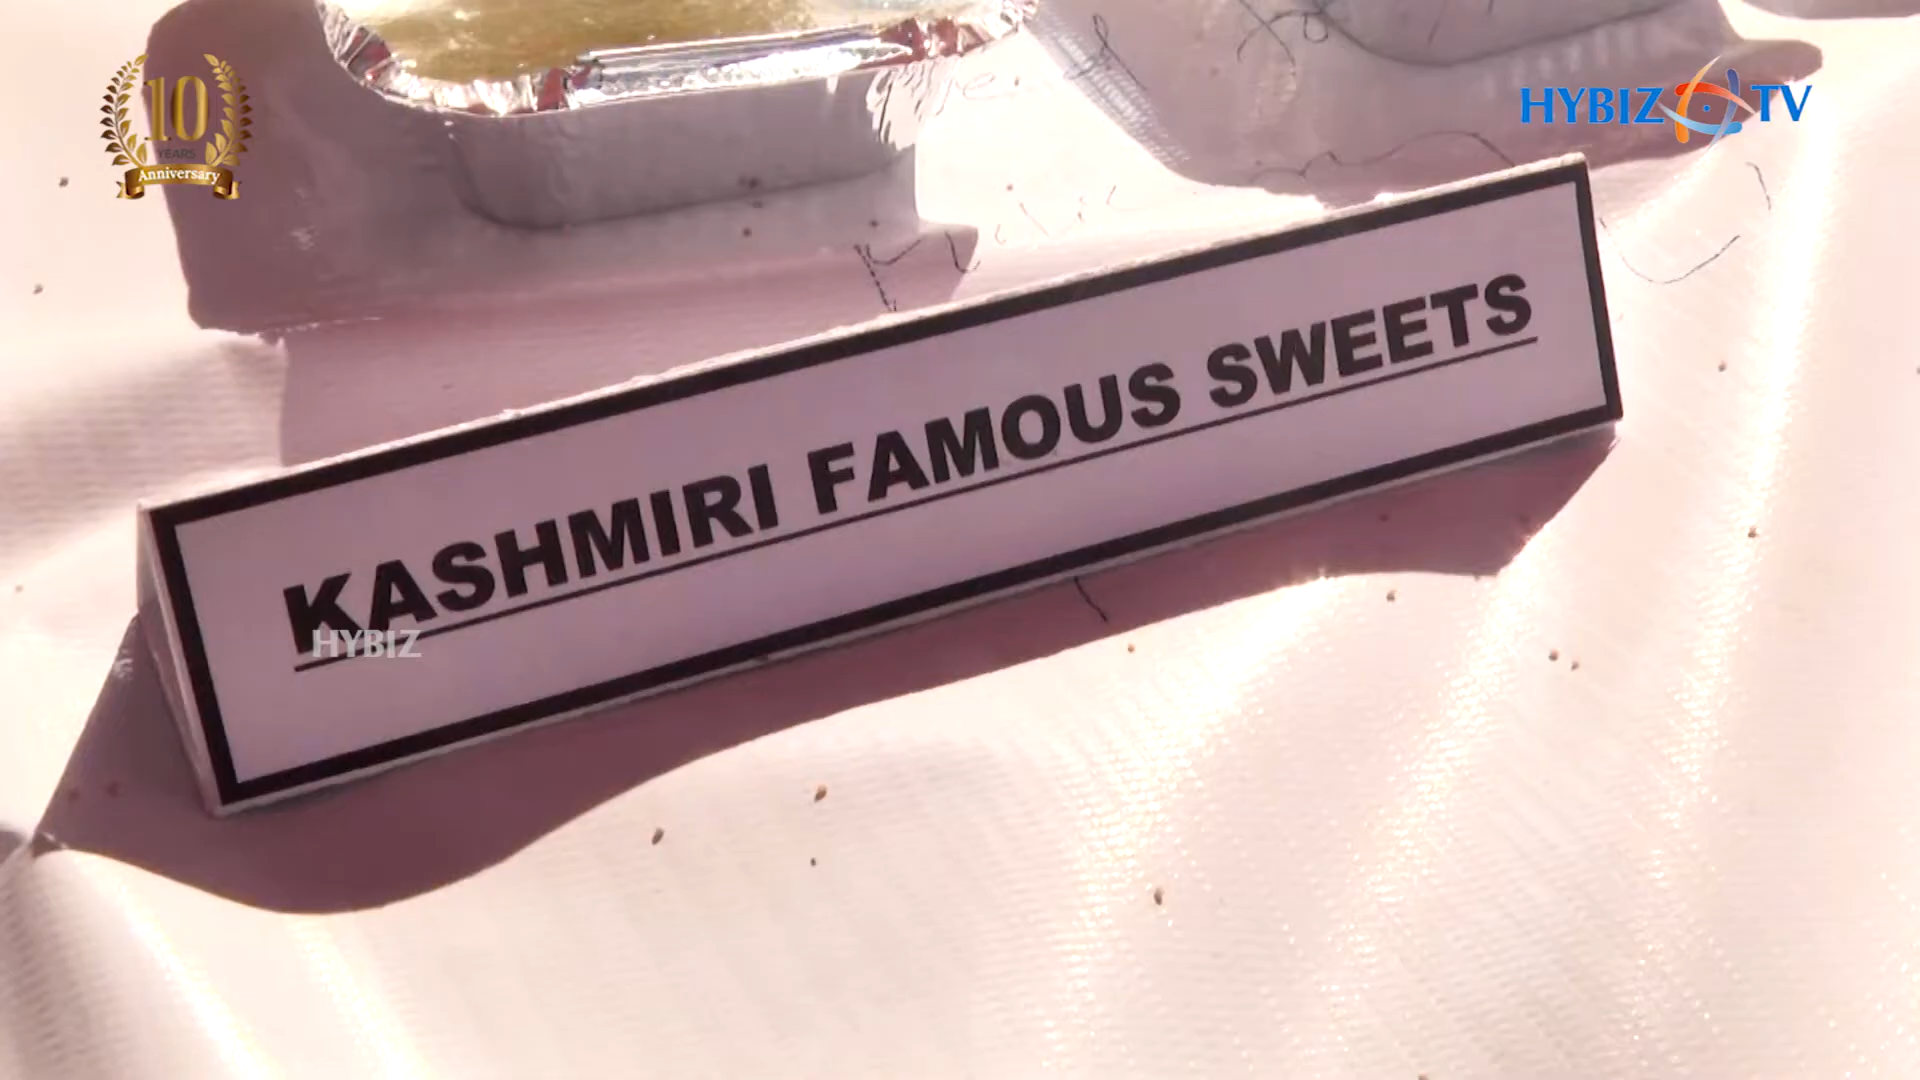 10
YEARS
Anniversary
HYBIZ TV
KASHMIRI FAMOUS SWEETS
HYBIZ